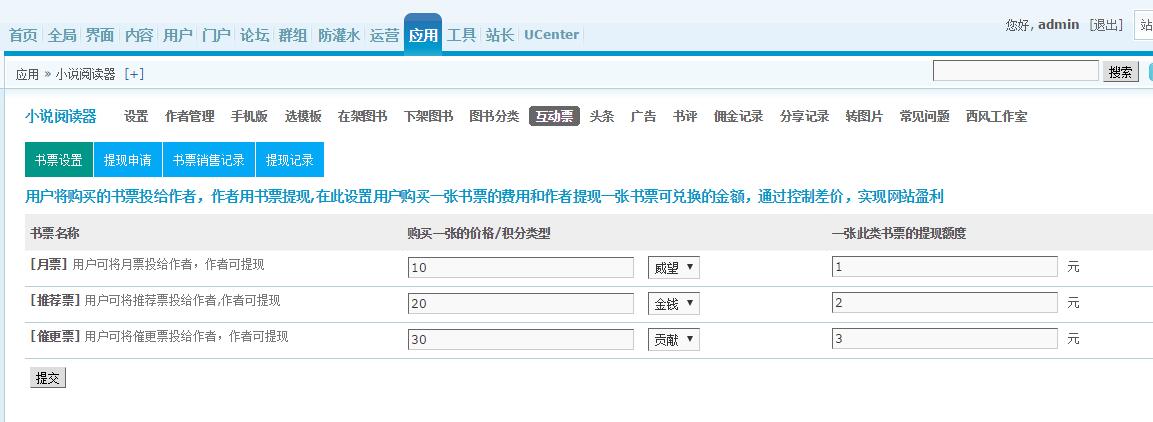 首页 全局 界面 内容 用户 门户 论坛 群组 防灌水 运营 应用 工具 站长 UCenter
您好, admin [退出] 站
应用 » 小说阅读器 [+] 搜索
小说阅读器 设置 作者管理 手机版 选模板 在架图书 下架图书 图书分类 互动票 头条 广告 书评 佣金记录 分享记录 转图片 常见问题 西风工作室
书票设置 提现申请 书票销售记录 提现记录
用户将购买的书票投给作者，作者用书票提现,在此设置用户购买一张书票的费用和作者提现一张书票可兑换的金额，通过控制差价，实现网站盈利
书票名称 购买一张的价格/积分类型 一张此类书票的提现额度
[月票] 用户可将月票投给作者，作者可提现 10 威望 1 元
[推荐票] 用户可将推荐票投给作者,作者可提现 20 金钱 2 元
[催更票] 用户可将催更票投给作者，作者可提现 30 贡献 3 元
提交